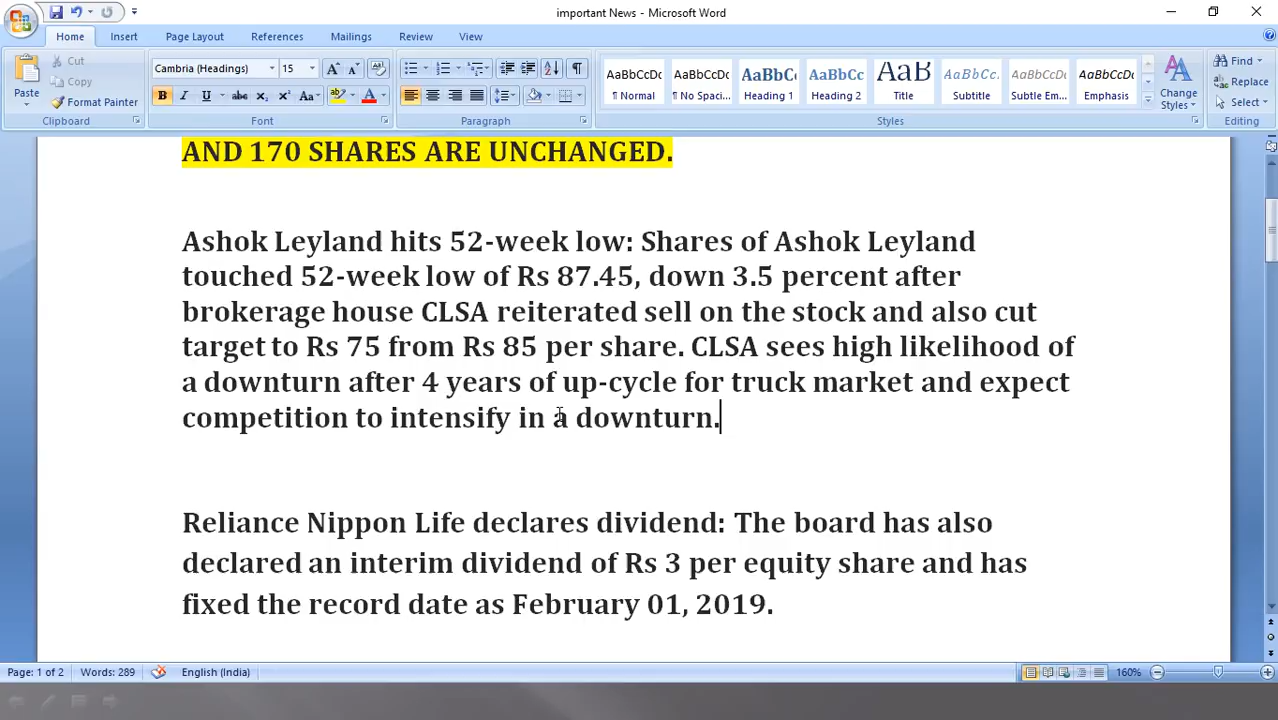 important News - Microsoft Word
Home Insert Page Layout References Mailings Review View
Paste
Cut
Copy
Format Painter
Clipboard
Cambria (Headings) 15
B I U abc x₂ x² Aa
Font
Paragraph
AaBbCcDc AaBbCcDc AaBbC AaBbCc AaB AaBbCc. AaBbCcDc AaBbCcDc
¶ Normal ¶ No Spaci... Heading 1 Heading 2 Title Subtitle Subtle Em... Emphasis
Change Styles
Styles
Find
Replace
Select
Editing
AND 170 SHARES ARE UNCHANGED.
Ashok Leyland hits 52-week low: Shares of Ashok Leyland
touched 52-week low of Rs 87.45, down 3.5 percent after
brokerage house CLSA reiterated sell on the stock and also cut
target to Rs 75 from Rs 85 per share. CLSA sees high likelihood of
a downturn after 4 years of up-cycle for truck market and expect
competition to intensify in a downturn.
Reliance Nippon Life declares dividend: The board has also
declared an interim dividend of Rs 3 per equity share and has
fixed the record date as February 01, 2019.
Page: 1 of 2 Words: 289 English (India) 160%